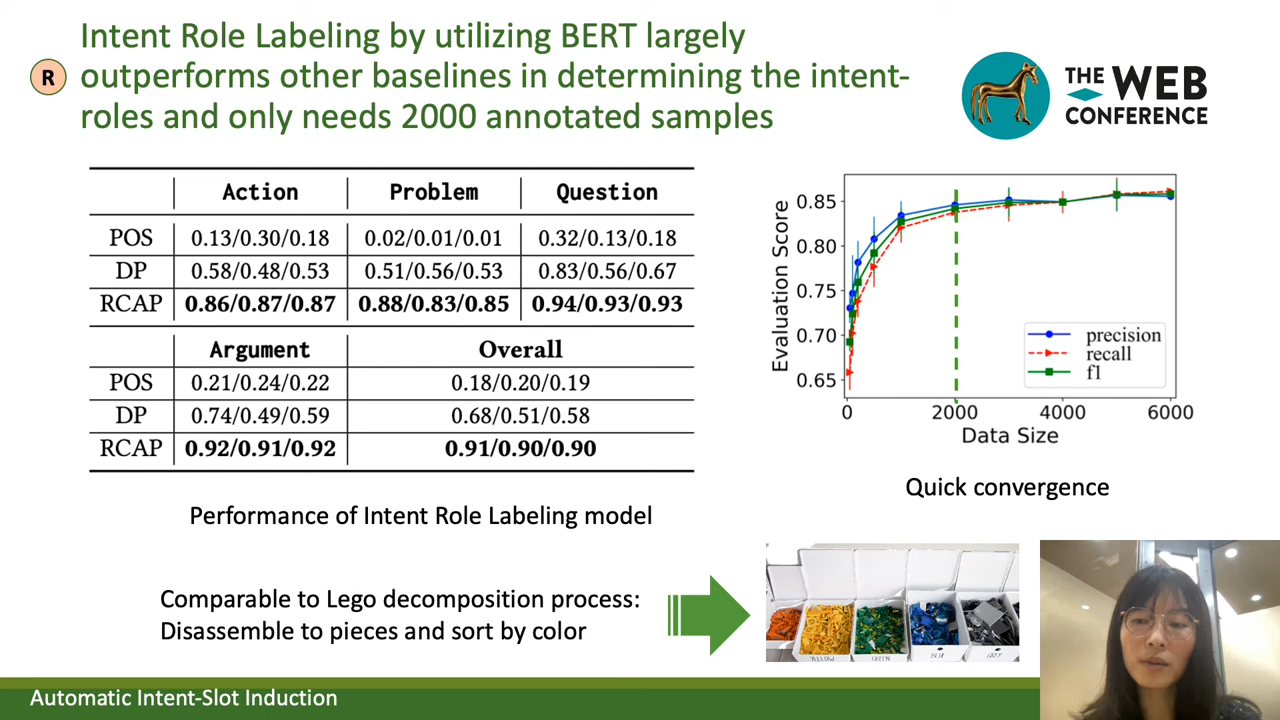 Intent Role Labeling by utilizing BERT largely
R
outperforms other baselines in determining the intent-
roles and only needs 2000 annotated samples
THE WEB
CONFERENCE
Action Problem Question
POS 0.13/0.30/0.18 0.02/0.01/0.01 0.32/0.13/0.18
DP 0.58/0.48/0.53 0.51/0.56/0.53 0.83/0.56/0.67
RCAP 0.86/0.87/0.87 0.88/0.83/0.85 0.94/0.93/0.93
Argument Overall
POS 0.21/0.24/0.22 0.18/0.20/0.19
DP 0.74/0.49/0.59 0.68/0.51/0.58
RCAP 0.92/0.91/0.92 0.91/0.90/0.90
Performance of Intent Role Labeling model
Evaluation Score
0.85
0.80
0.75
0.70
0.65
precision
recall
f1
0 2000 4000 6000
Data Size
Quick convergence
Comparable to Lego decomposition process:
Disassemble to pieces and sort by color
YELLOW GREEN BLUE GREY
Automatic Intent-Slot Induction